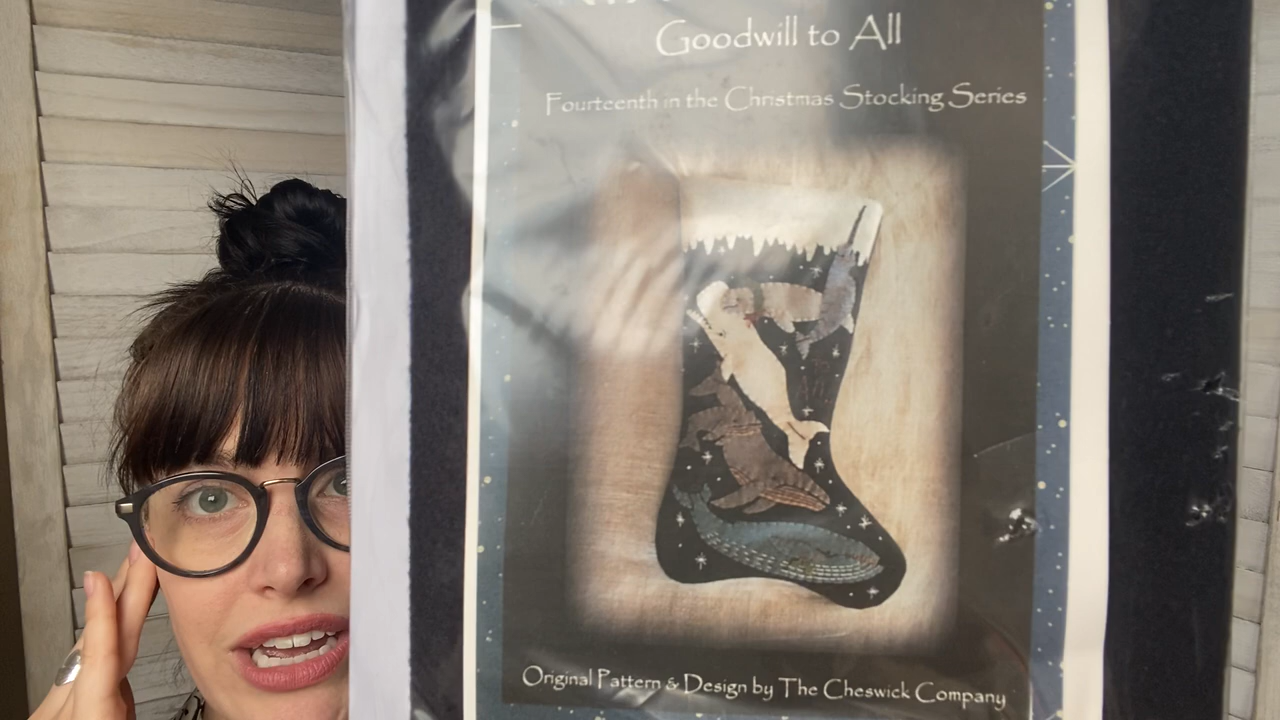 Goodwill to All
Fourteenth in the Christmas Stocking Series
Original Pattern & Design by The Cheswick Company